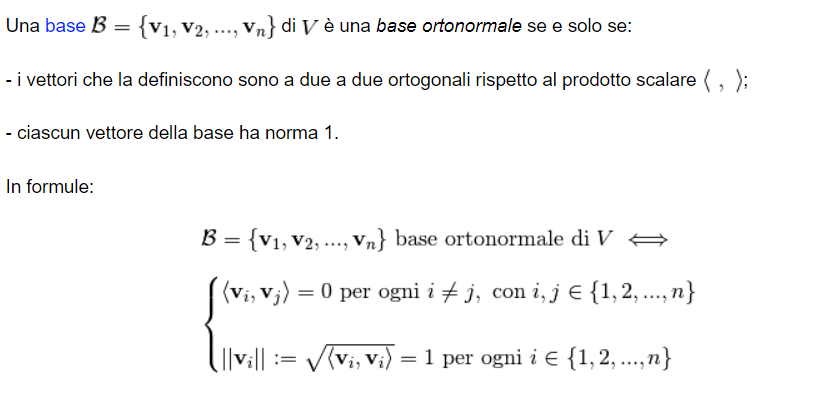 Una base B = {v₁, v₂, ..., vₙ} di V è una base ortonormale se e solo se:
- i vettori che la definiscono sono a due a due ortogonali rispetto al prodotto scalare ⟨ , ⟩;
- ciascun vettore della base ha norma 1.
In formule:
B = {v₁, v₂, ..., vₙ} base ortonormale di V ⟺
⟨vᵢ, vⱼ⟩ = 0 per ogni i ≠ j, con i, j ∈ {1, 2, ..., n}
||vᵢ|| := √⟨vᵢ, vᵢ⟩ = 1 per ogni i ∈ {1, 2, ..., n}